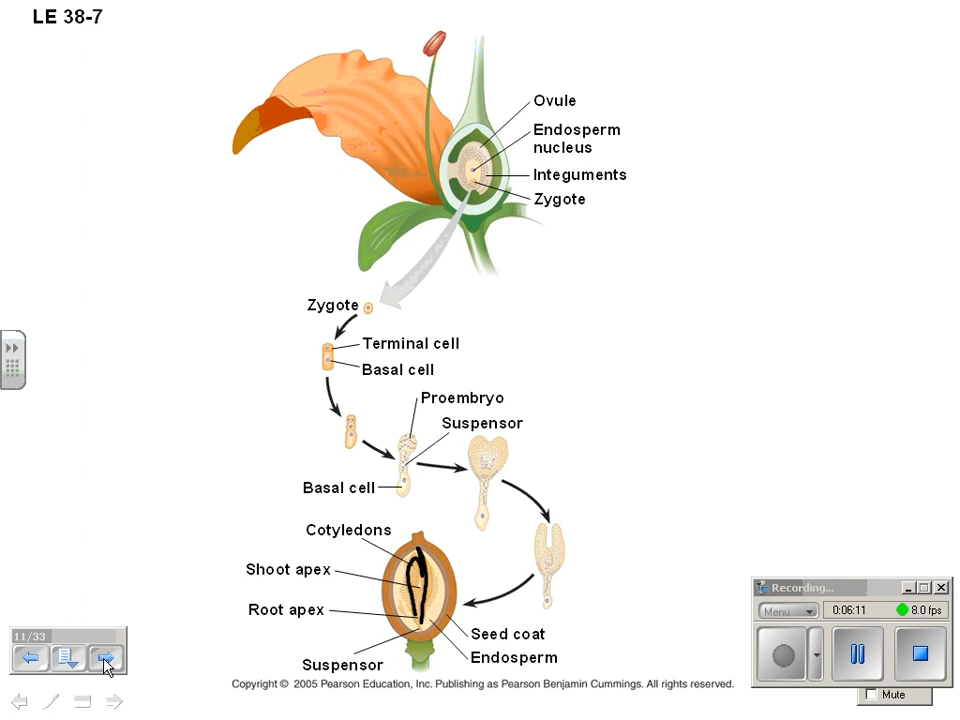 LE 38-7
Ovule
Endosperm
nucleus
Integuments
Zygote
Zygote
Terminal cell
Basal cell
Proembryo
Suspensor
Basal cell
Cotyledons
Shoot apex
Root apex
Suspensor
Seed coat
Endosperm
Copyright © 2005 Pearson Education, Inc. Publishing as Pearson Benjamin Cummings. All rights reserved.
11/33
Recording...
Menu
0:06:11
8.0 fps
Mute